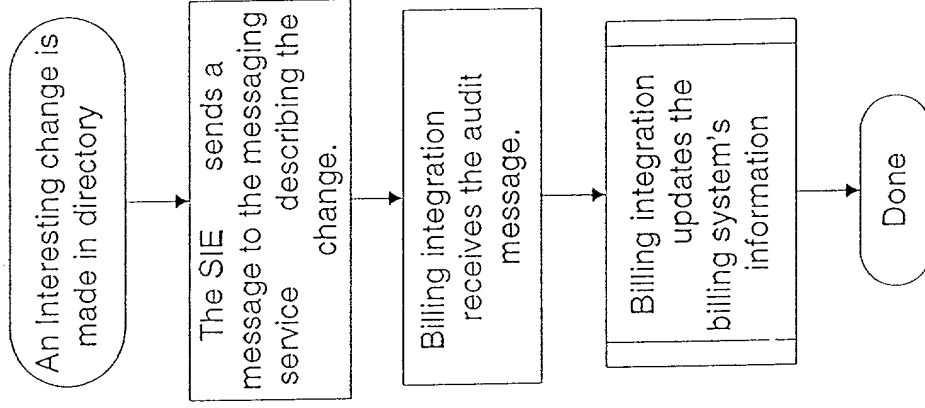 An Interesting change is
made in directory
The SIE sends a
message to the messaging
service describing the
change.
Billing integration
receives the audit
message.
Billing integration
updates the
billing system's
information
Done